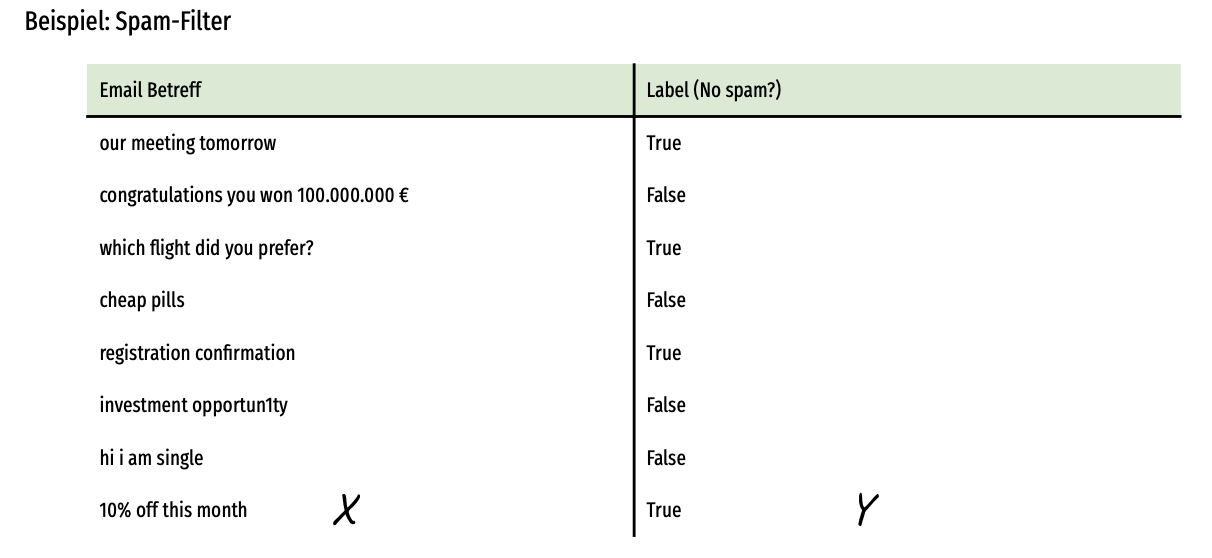 Beispiel: Spam-Filter
Email Betreff Label (No spam?)
our meeting tomorrow True
congratulations you won 100.000.000 € False
which flight did you prefer? True
cheap pills False
registration confirmation True
investment opportun1ty False
hi i am single False
10% off this month X True Y